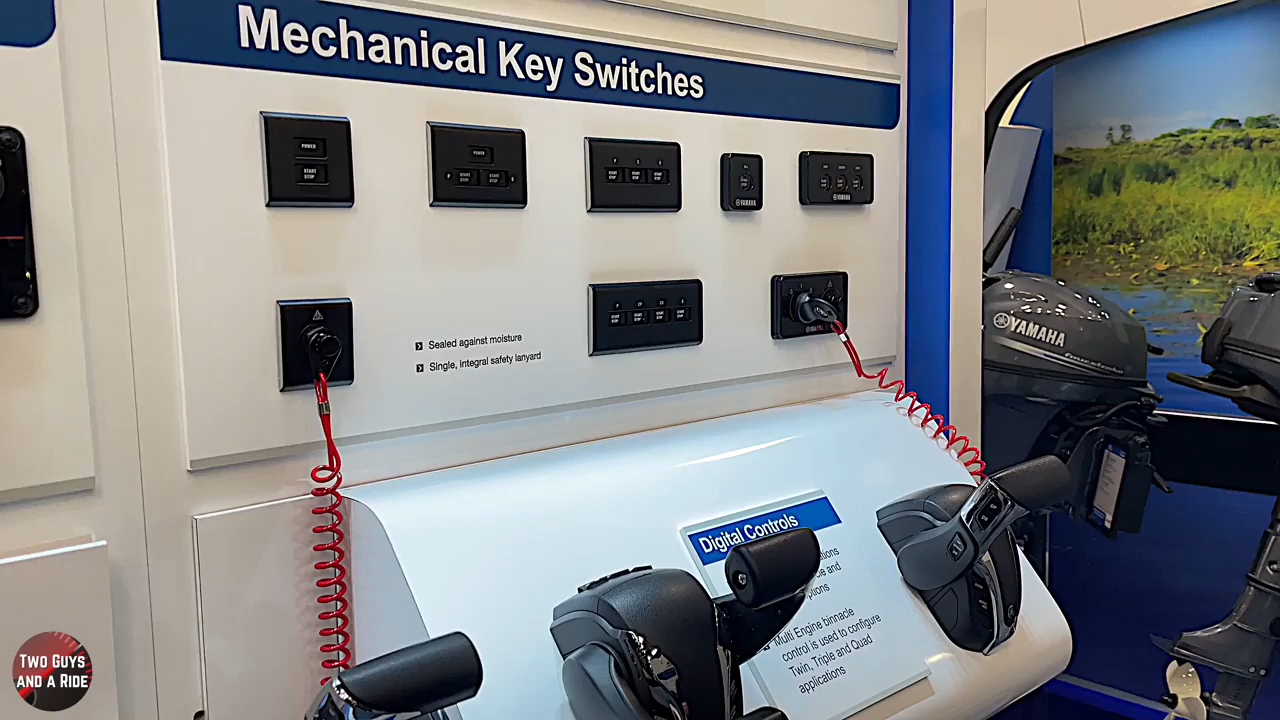 Mechanical Key Switches
POWER
START
STOP
POWER
START
STOP
START
STOP
START
STOP
START
STOP
START
STOP
YAMAHA
YAMAHA
Sealed against moisture
Single, integral safety lanyard
START
STOP
START
STOP
START
STOP
START
STOP
YAMAHA
Digital Controls
Multi Engine binnacle
control is used to configure
Twin, Triple and Quad
applications
TWO GUYS
AND A RIDE